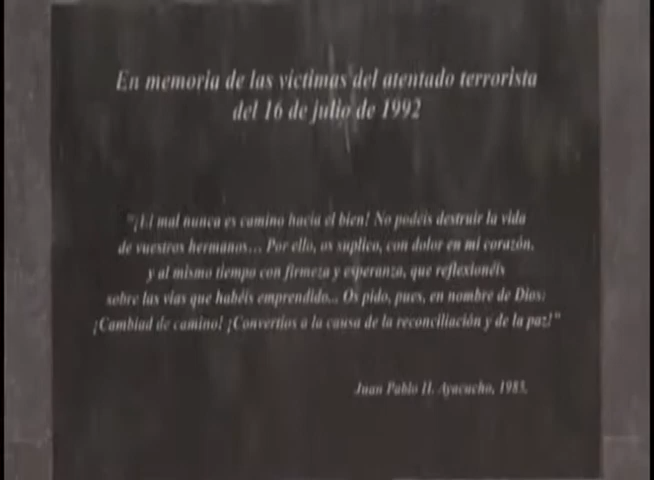 En memoria de las víctimas del atentado terrorista
del 16 de julio de 1992
"¡El mal nunca es camino hacia el bien! No podéis destruir la vida
de vuestros hermanos... Por ello, os suplico, con dolor en mi corazón,
y al mismo tiempo con firmeza y esperanza, que reflexionéis
sobre las vías que habéis emprendido... Os pido, pues, en nombre de Dios:
¡Cambiad de camino! ¡Convertíos a la causa de la reconciliación y de la paz!"
Juan Pablo II. Ayacucho, 1985.